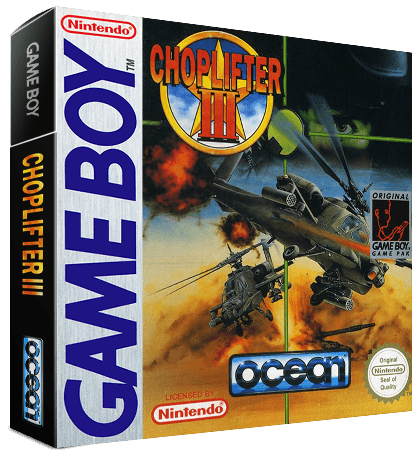 GAME BOY
CHOPLIFTER III
ocean
Nintendo
GAME BOY
TM
CHOPLIFTER
III
ORIGINAL
GAME BOY
GAME PAK
ocean
LICENSED BY
Nintendo
Original
Nintendo
Seal of
Quality
TM